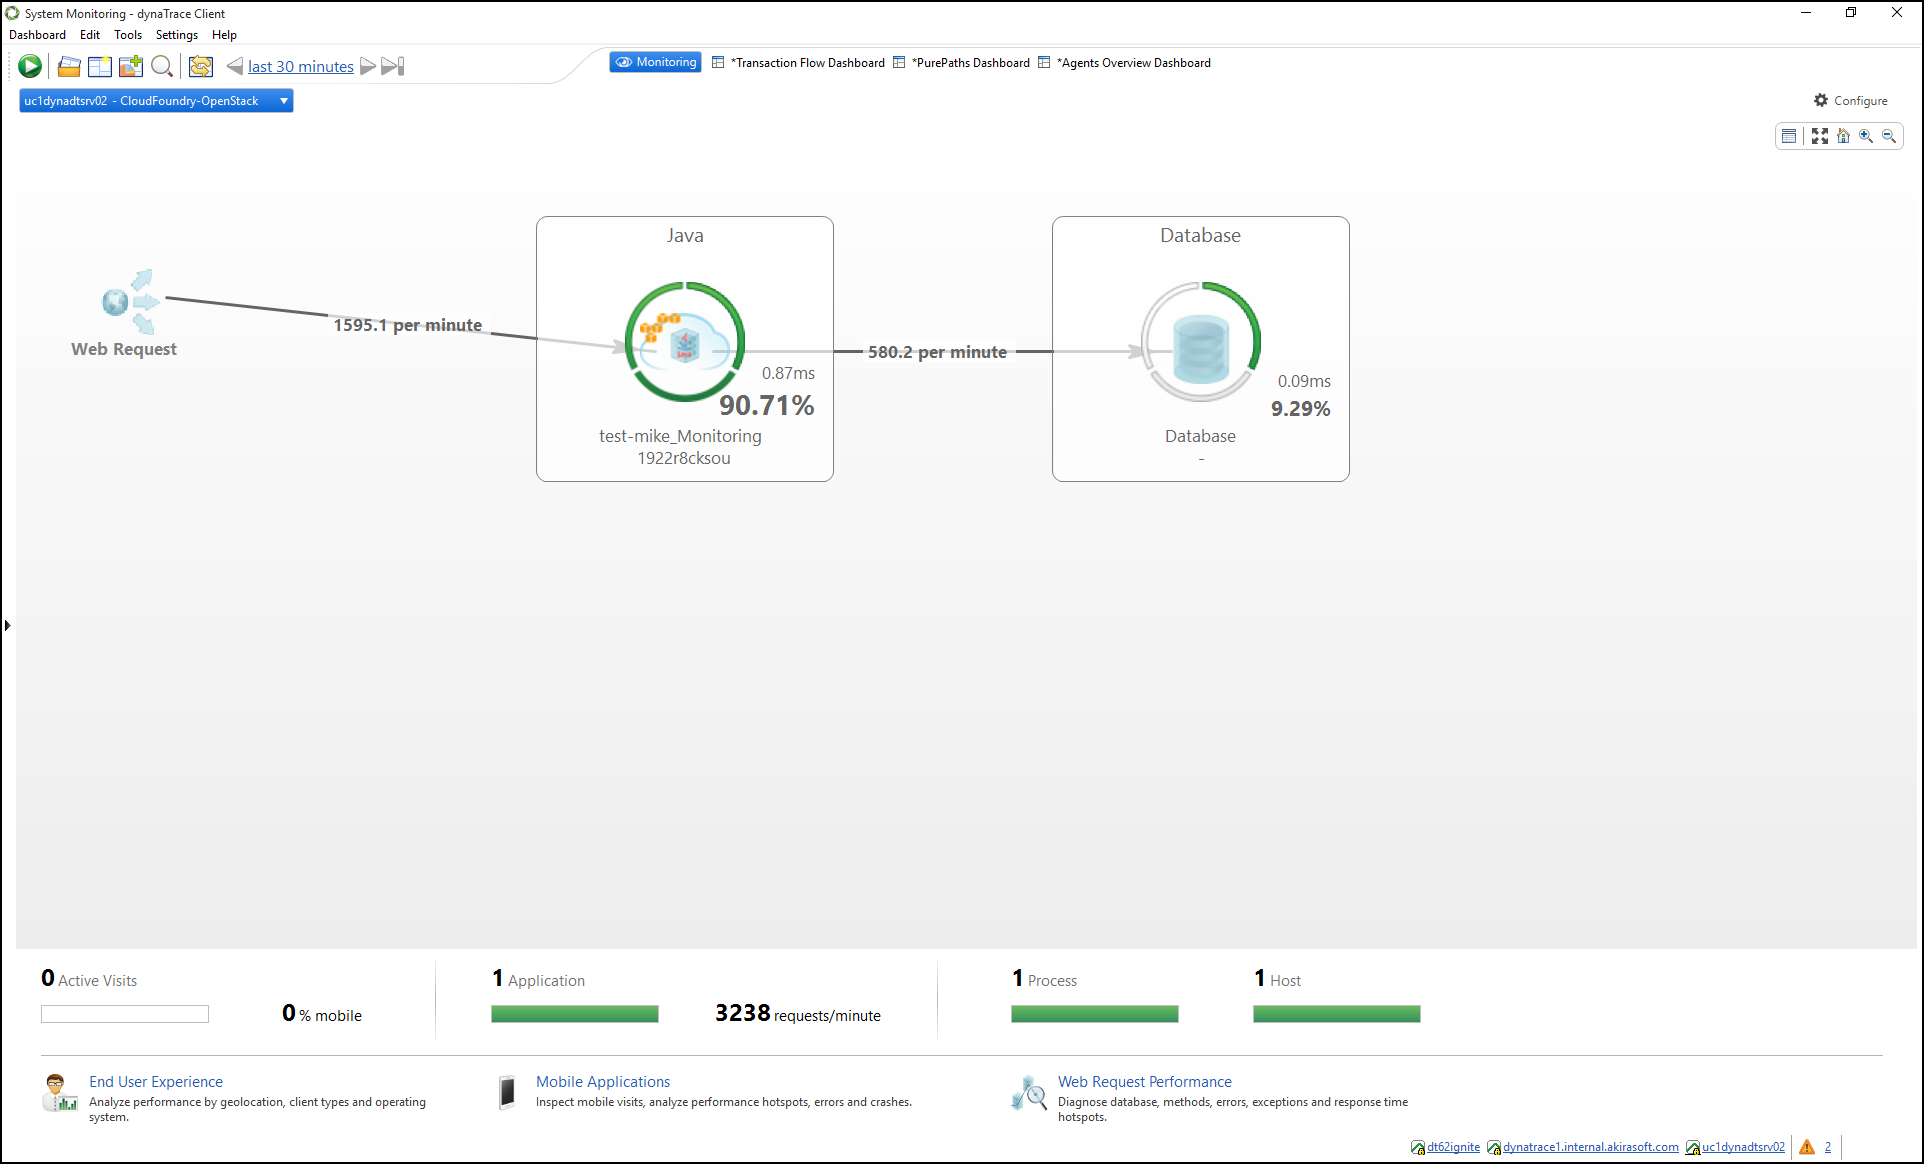 System Monitoring - dynaTrace Client
Dashboard Edit Tools Settings Help
last 30 minutes
Monitoring *Transaction Flow Dashboard *PurePaths Dashboard *Agents Overview Dashboard
uc1dynadtsrv02 - CloudFoundry-OpenStack
Configure
Java
Database
Web Request
1595.1 per minute
580.2 per minute
0.87ms
90.71%
test-mike_Monitoring
1922r8cksou
0.09ms
9.29%
Database
-
0 Active Visits
0 % mobile
1 Application
3238 requests/minute
1 Process
1 Host
End User Experience
Analyze performance by geolocation, client types and operating
system.
Mobile Applications
Inspect mobile visits, analyze performance hotspots, errors and crashes.
Web Request Performance
Diagnose database, methods, errors, exceptions and response time
hotspots.
dt62ignite dynatrace1.internal.akirasoft.com uc1dynadtsrv02 2